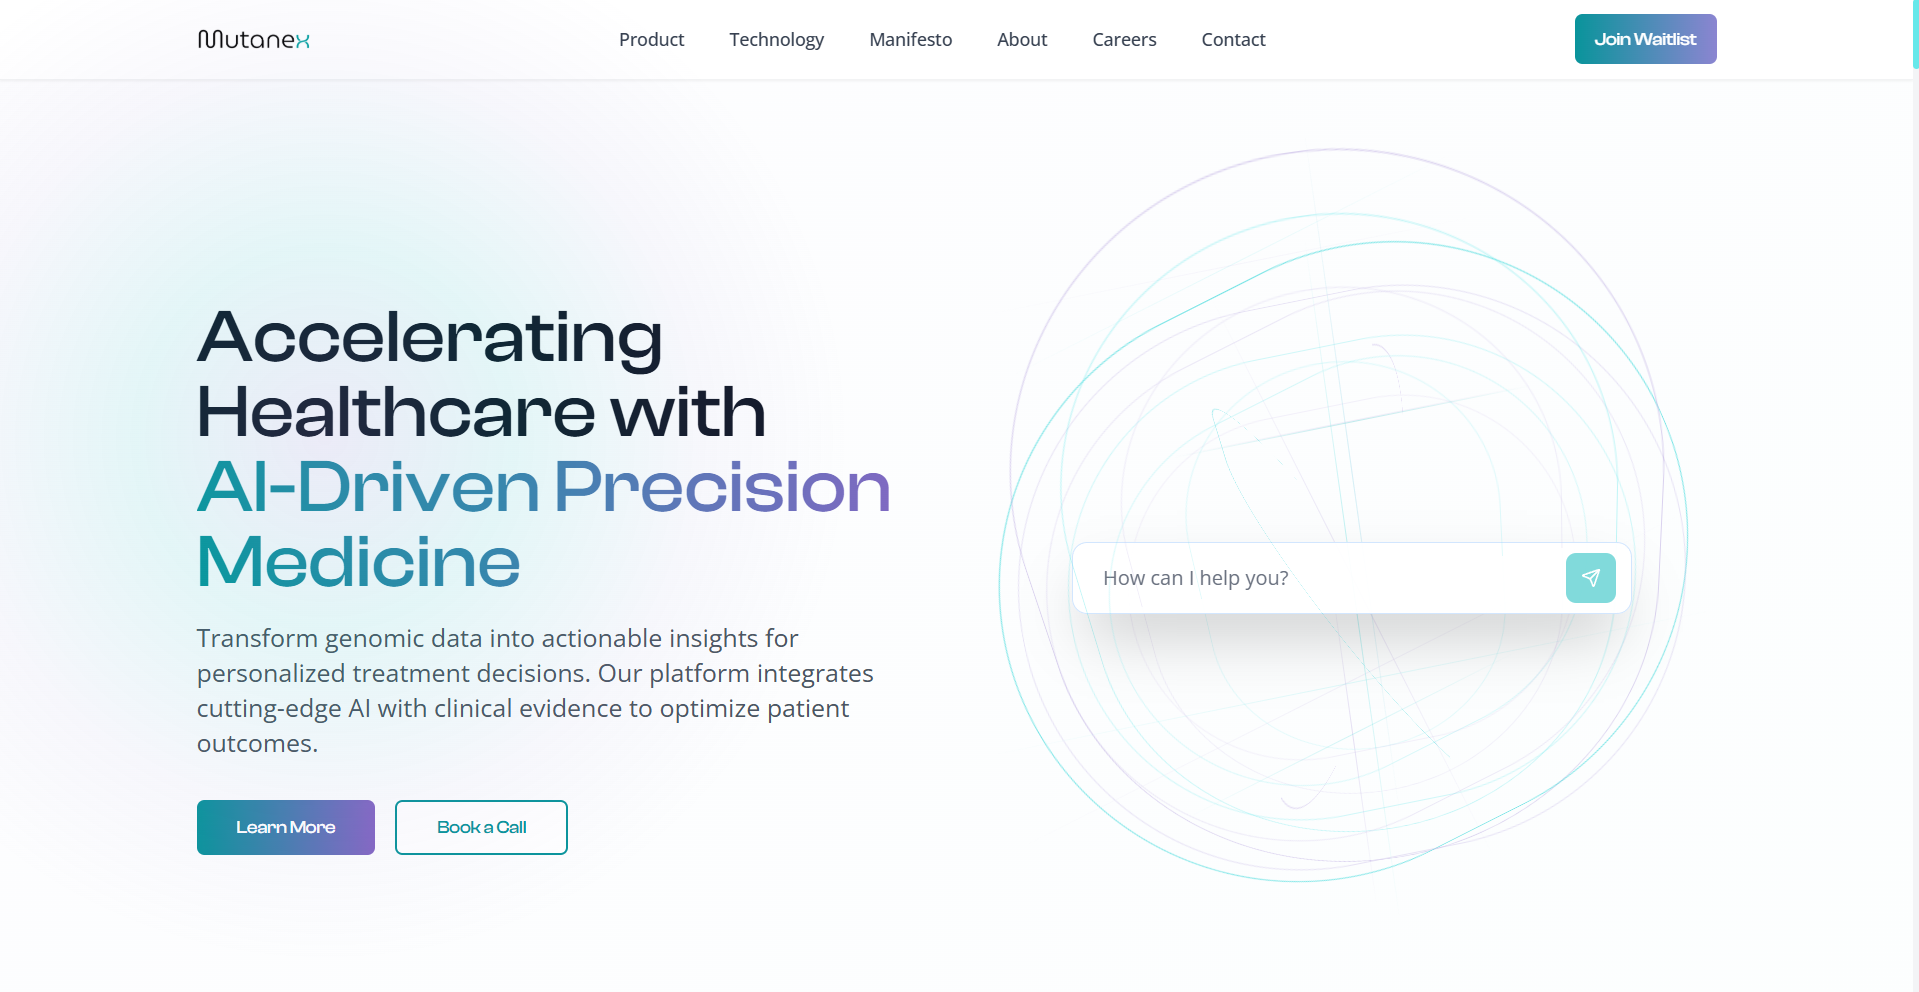 Mutanex
Product
Technology
Manifesto
About
Careers
Contact
Join Waitlist
Accelerating
Healthcare with
AI-Driven Precision
Medicine
Transform genomic data into actionable insights for
personalized treatment decisions. Our platform integrates
cutting-edge AI with clinical evidence to optimize patient
outcomes.
Learn More
Book a Call
How can I help you?